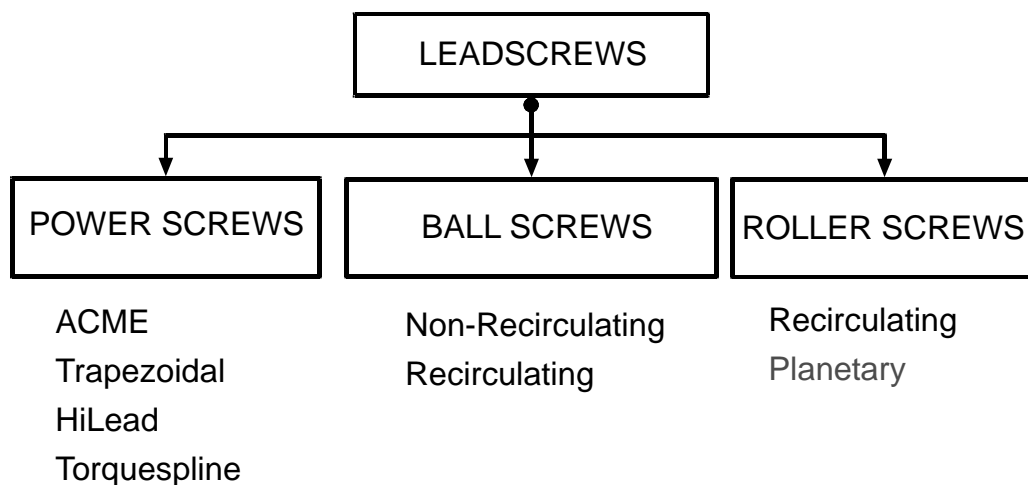 LEADSCREWS
POWER SCREWS
BALL SCREWS
ROLLER SCREWS
ACME
Trapezoidal
HiLead
Torquespline
Non-Recirculating
Recirculating
Recirculating
Planetary